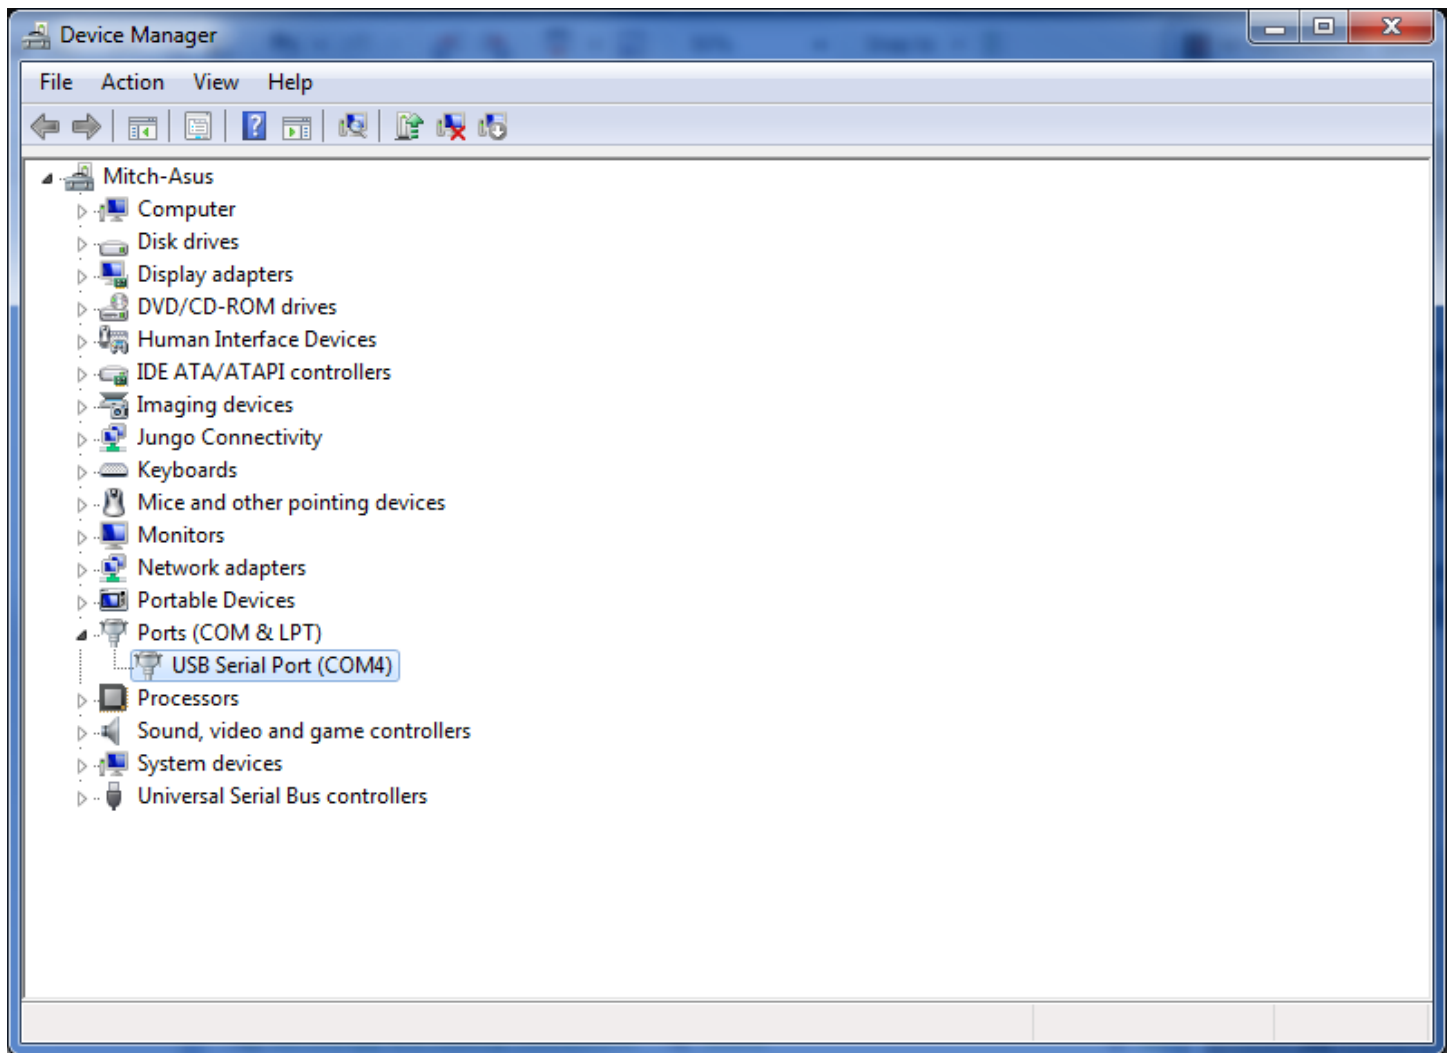 Device Manager
File Action View Help
Mitch-Asus
Computer
Disk drives
Display adapters
DVD/CD-ROM drives
Human Interface Devices
IDE ATA/ATAPI controllers
Imaging devices
Jungo Connectivity
Keyboards
Mice and other pointing devices
Monitors
Network adapters
Portable Devices
Ports (COM & LPT)
USB Serial Port (COM4)
Processors
Sound, video and game controllers
System devices
Universal Serial Bus controllers